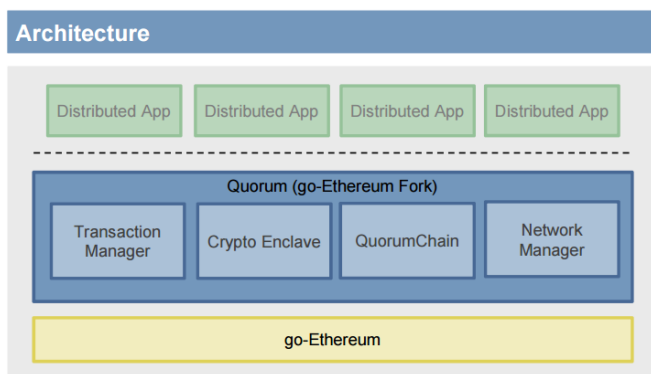 Architecture
Distributed App
Distributed App
Distributed App
Distributed App
Quorum (go-Ethereum Fork)
Transaction
Manager
Crypto Enclave
QuorumChain
Network
Manager
go-Ethereum